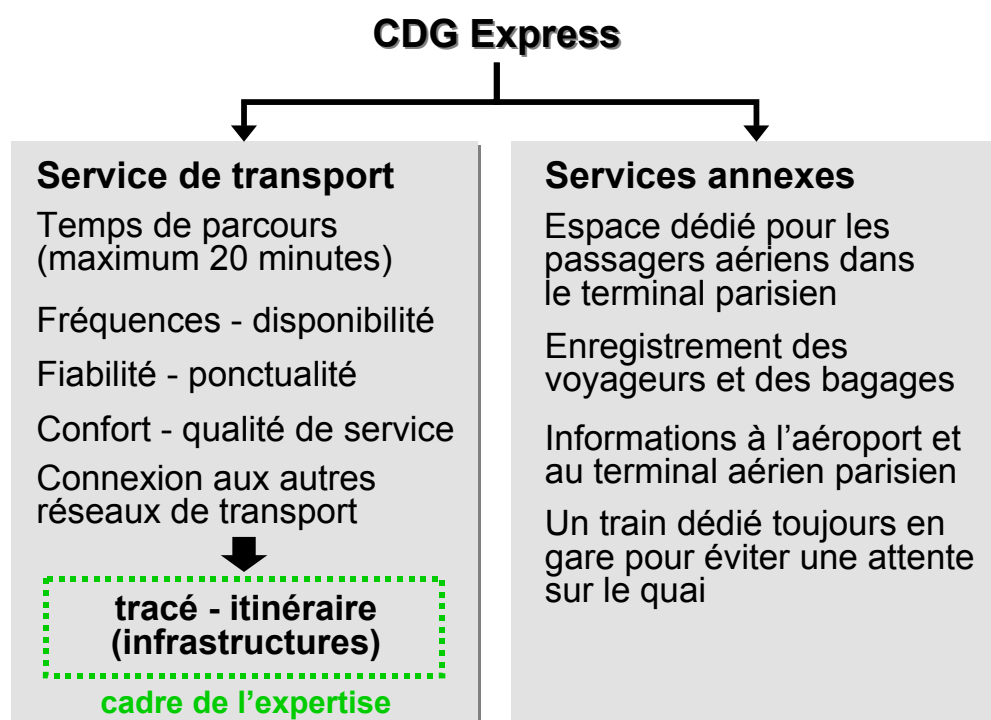 CDG Express
Service de transport
Temps de parcours
(maximum 20 minutes)
Fréquences - disponibilité
Fiabilité - ponctualité
Confort - qualité de service
Connexion aux autres
réseaux de transport
tracé - itinéraire
(infrastructures)
cadre de l’expertise
Services annexes
Espace dédié pour les
passagers aériens dans
le terminal parisien
Enregistrement des
voyageurs et des bagages
Informations à l’aéroport et
au terminal aérien parisien
Un train dédié toujours en
gare pour éviter une attente
sur le quai